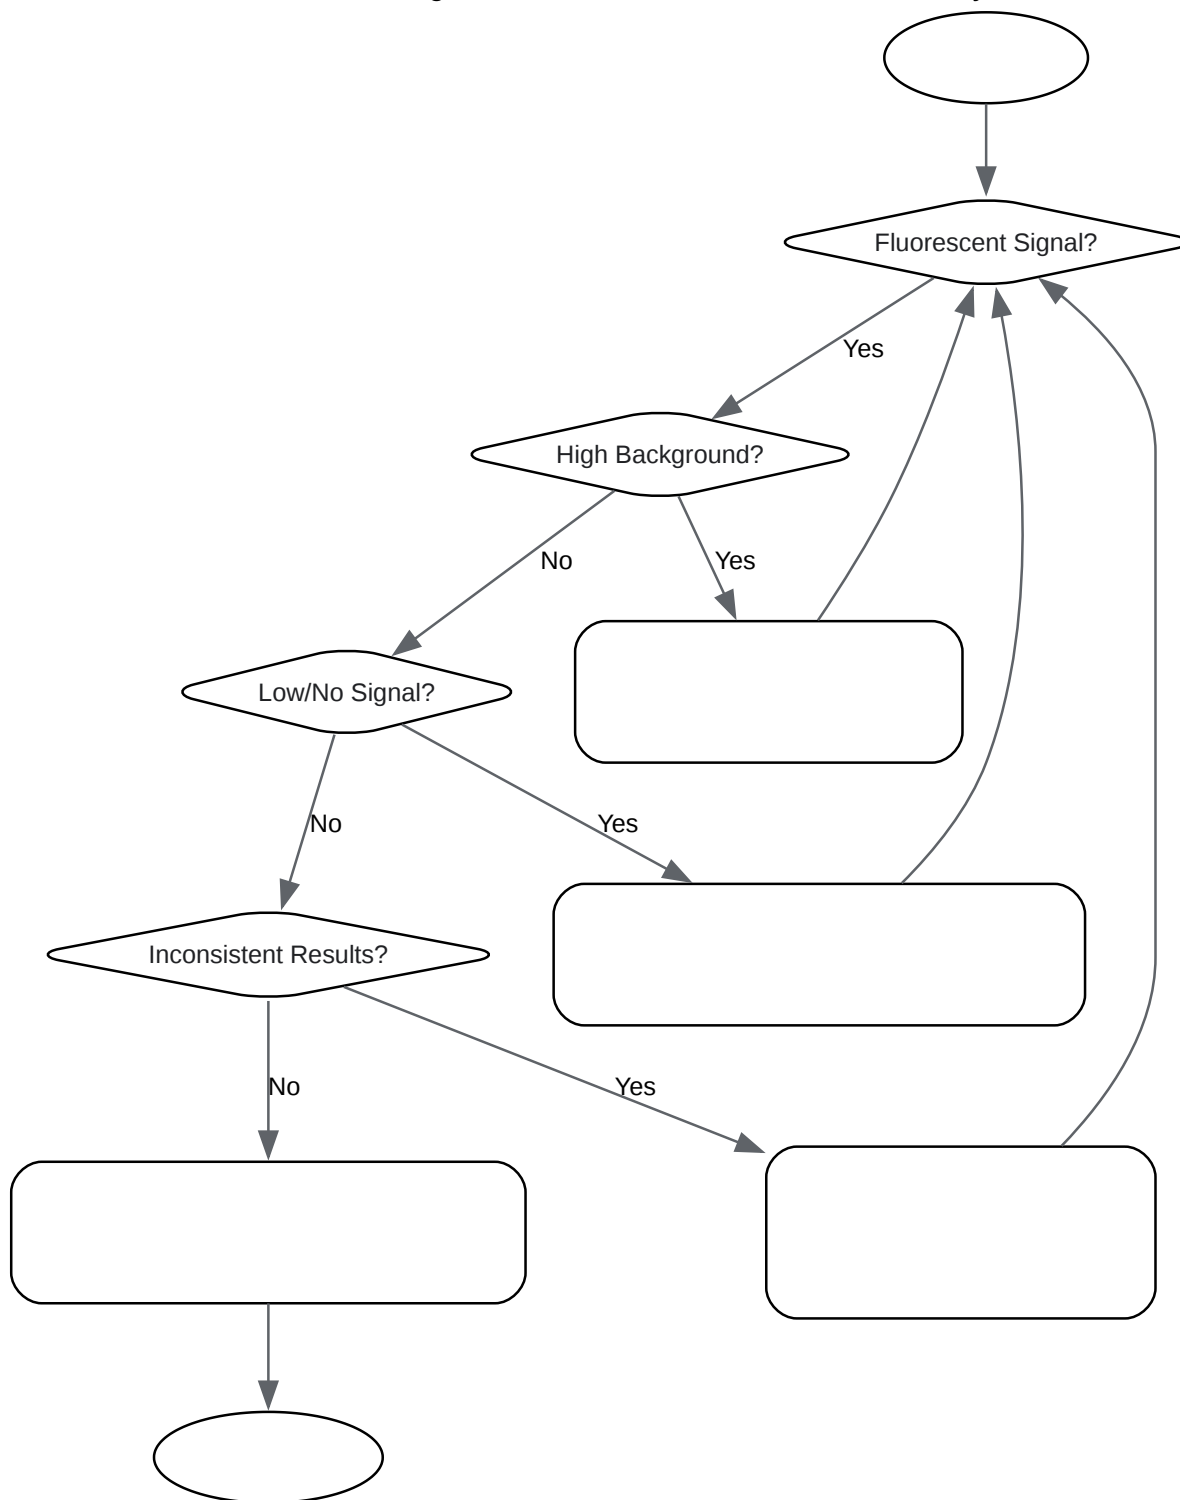 Fluorescent Signal?
Yes
High Background?
No
Yes
Low/No Signal?
No
Yes
Inconsistent Results?
No
Yes